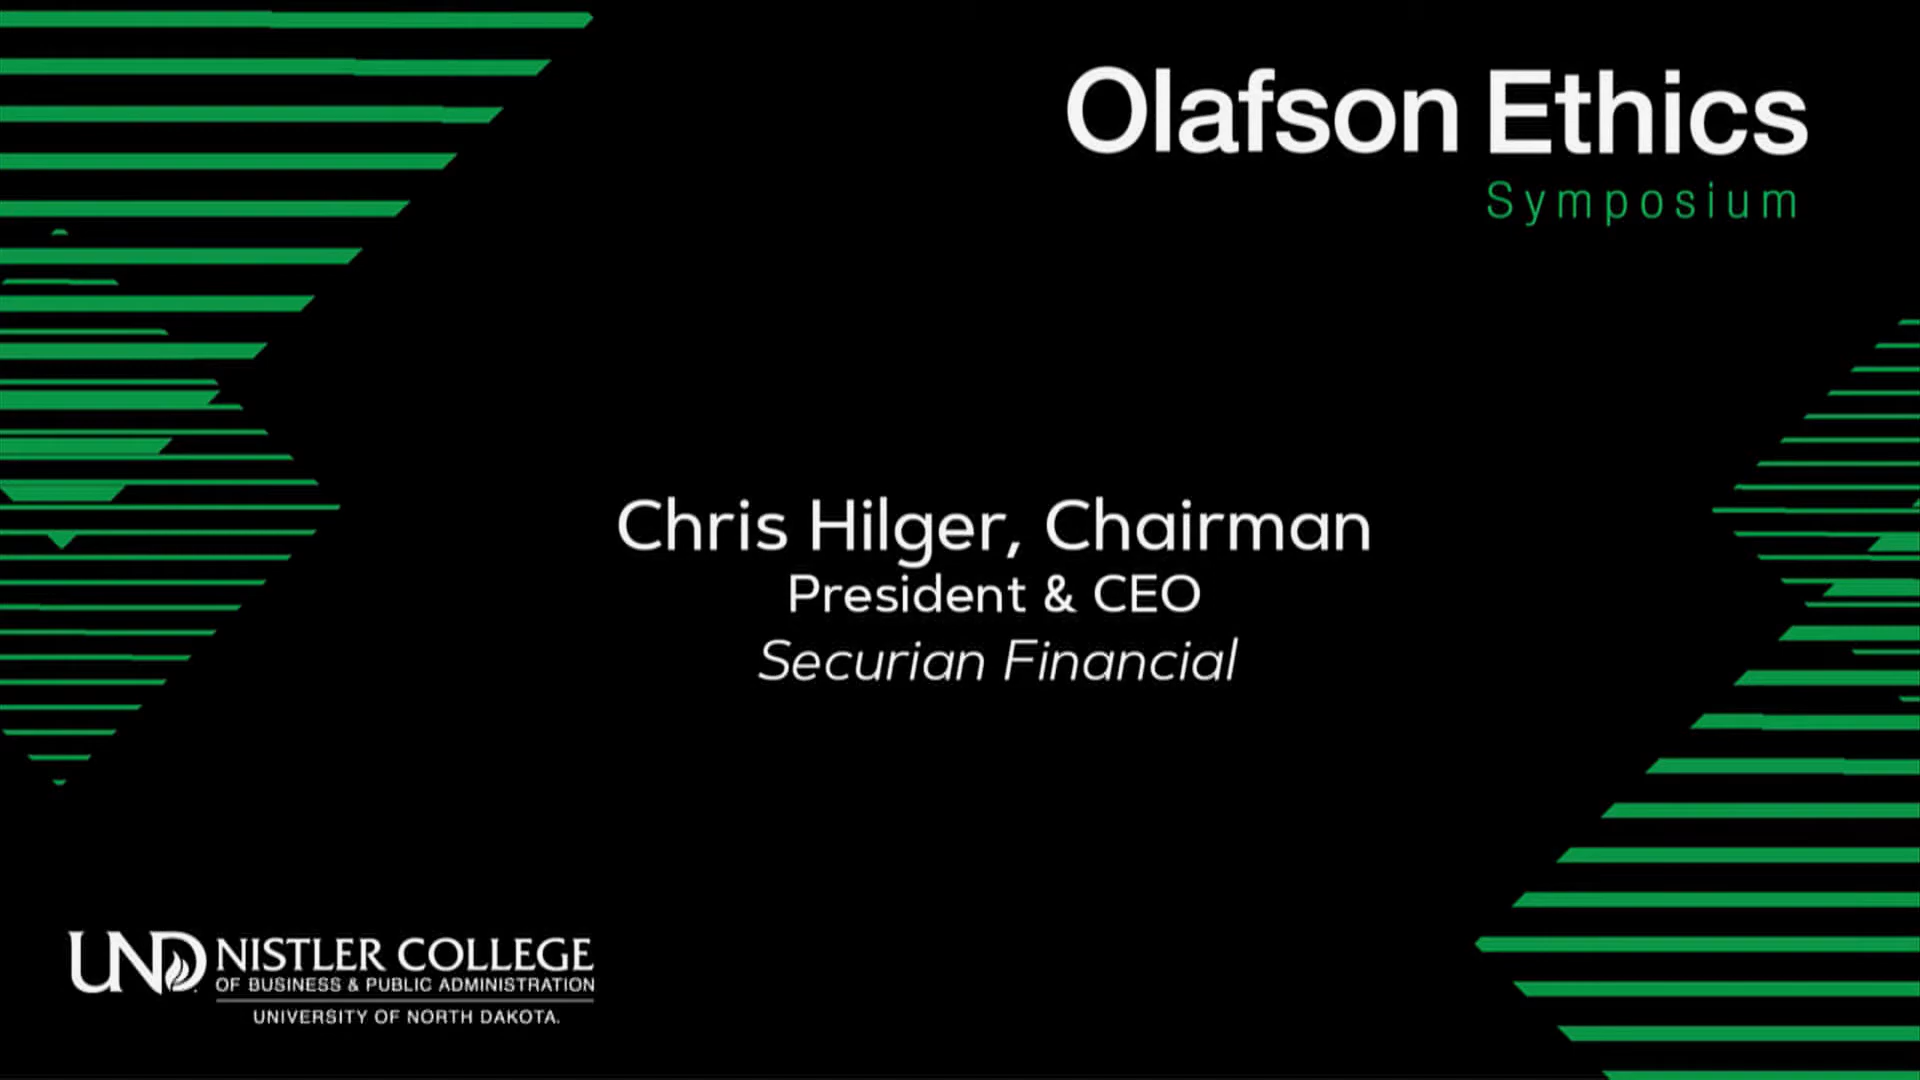 Olafson Ethics
Symposium
Chris Hilger, Chairman
President & CEO
Securian Financial
UND NISTLER COLLEGE
OF BUSINESS & PUBLIC ADMINISTRATION
UNIVERSITY OF NORTH DAKOTA.